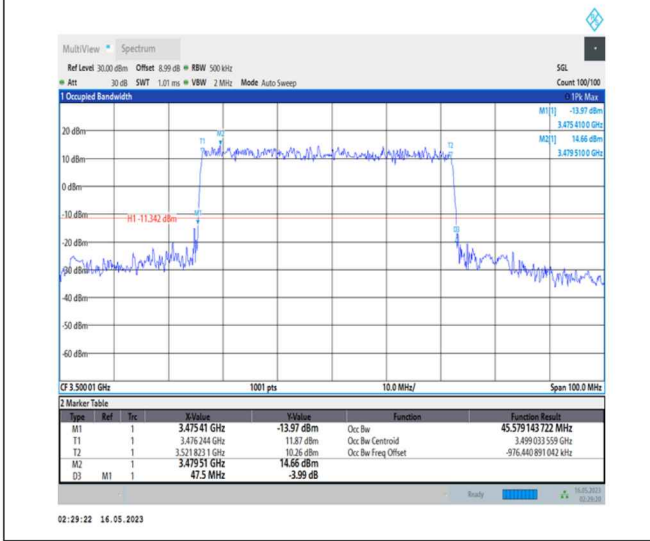 MultiView Spectrum
Ref Level 30.00 dBm Offset 8.99 dB RBW 500 kHz SGL
Att 30 dB SWT 1.01 ms VBW 2 MHz Mode Auto Sweep Count 100/100
1 Occupied Bandwidth 1Pk Max
M1[1] -13.97 dBm
3.475 410 0 GHz
M2[1] 14.66 dBm
3.479 510 0 GHz
20 dBm
M2
T1
T2
10 dBm
0 dBm
-10 dBm
M1
H1 -11.342 dBm
D3
-20 dBm
-30 dBm
-40 dBm
-50 dBm
-60 dBm
CF 3.500 01 GHz 1001 pts 10.0 MHz/ Span 100.0 MHz
2 Marker Table
Type Ref Trc X-Value Y-Value Function Function Result
M1 1 3.475 41 GHz -13.97 dBm Occ Bw 45.579 143 722 MHz
T1 1 3.476 244 GHz 11.87 dBm Occ Bw Centroid 3.499 033 559 GHz
T2 1 3.521 823 1 GHz 10.26 dBm Occ Bw Freq Offset -976.440 891 042 kHz
M2 1 3.479 51 GHz 14.66 dBm
D3 M1 1 47.5 MHz -3.99 dB
Ready 16.05.2023
02:29:20
02:29:22 16.05.2023